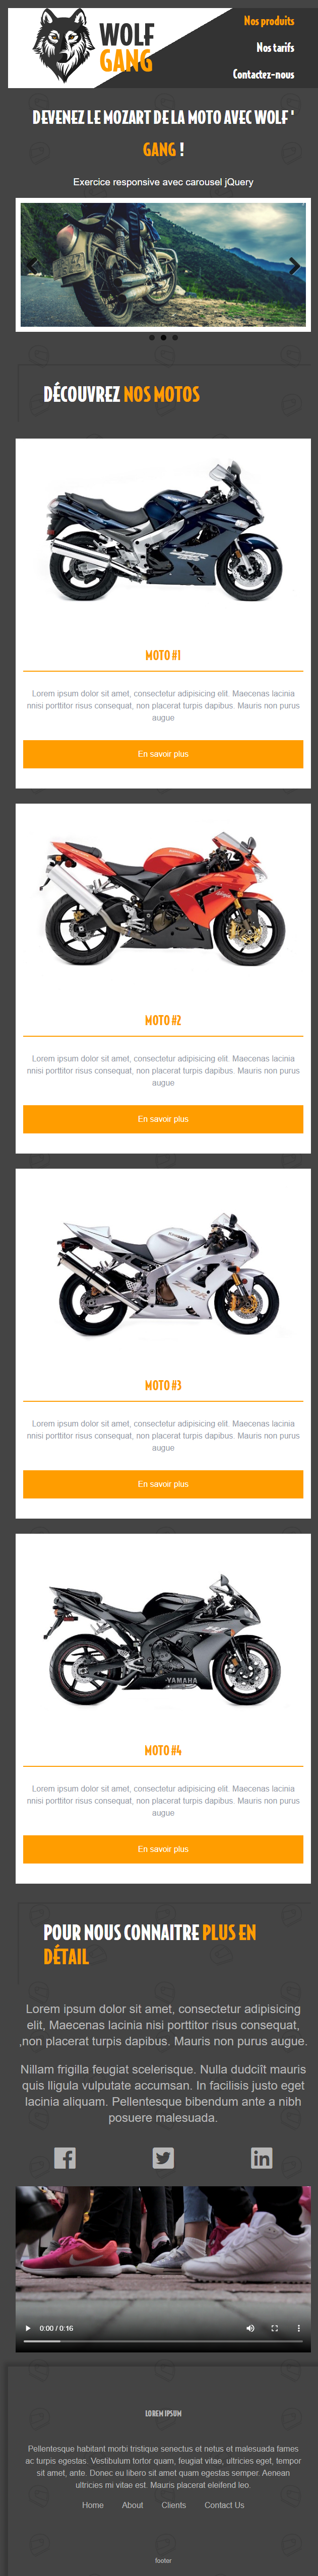 WOLF
GANG
Nos produits
Nos tarifs
Contactez-nous
DEVENEZ LE MOZART DE LA MOTO AVEC WOLF '
GANG !
Exercice responsive avec carousel jQuery
DÉCOUVREZ NOS MOTOS
MOTO #1
Lorem ipsum dolor sit amet, consectetur adipisicing elit. Maecenas lacinia
nnisi porttitor risus consequat, non placerat turpis dapibus. Mauris non purus
augue
En savoir plus
MOTO #2
Lorem ipsum dolor sit amet, consectetur adipisicing elit. Maecenas lacinia
nnisi porttitor risus consequat, non placerat turpis dapibus. Mauris non purus
augue
En savoir plus
MOTO #3
Lorem ipsum dolor sit amet, consectetur adipisicing elit. Maecenas lacinia
nnisi porttitor risus consequat, non placerat turpis dapibus. Mauris non purus
augue
En savoir plus
YAMAHA
MOTO #4
Lorem ipsum dolor sit amet, consectetur adipisicing elit. Maecenas lacinia
nnisi porttitor risus consequat, non placerat turpis dapibus. Mauris non purus
augue
En savoir plus
POUR NOUS CONNAITRE PLUS EN
DÉTAIL
Lorem ipsum dolor sit amet, consectetur adipisicing
elit, Maecenas lacinia nisi porttitor risus consequat,
,non placerat turpis dapibus. Mauris non purus augue.
Nillam frigilla feugiat scelerisque. Nulla dudcift mauris
quis lligula vulputate accumsan. In facilisis justo eget
lacinia aliquam. Pellentesque bibendum ante a nibh
posuere malesuada.
0:00 / 0:16
LOREM IPSUM
Pellentesque habitant morbi tristique senectus et netus et malesuada fames
ac turpis egestas. Vestibulum tortor quam, feugiat vitae, ultricies eget, tempor
sit amet, ante. Donec eu libero sit amet quam egestas semper. Aenean
ultricies mi vitae est. Mauris placerat eleifend leo.
Home About Clients Contact Us
footer